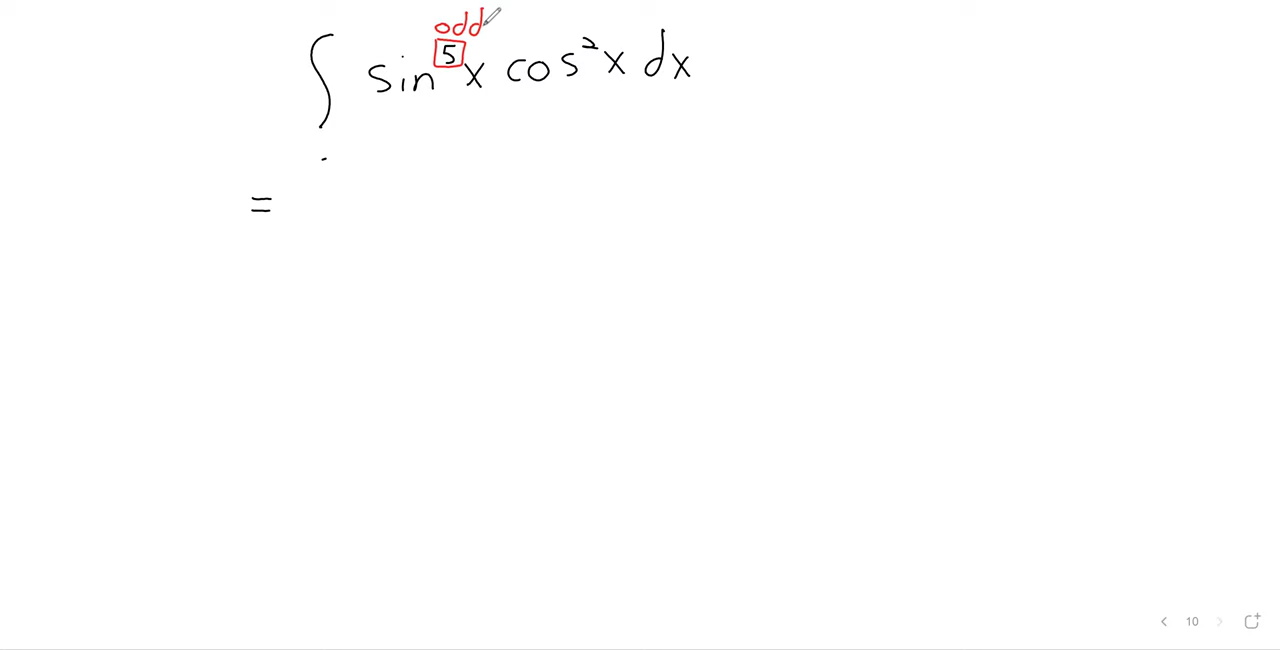 odd
∫ sin⁵x cos²x dx
=
10